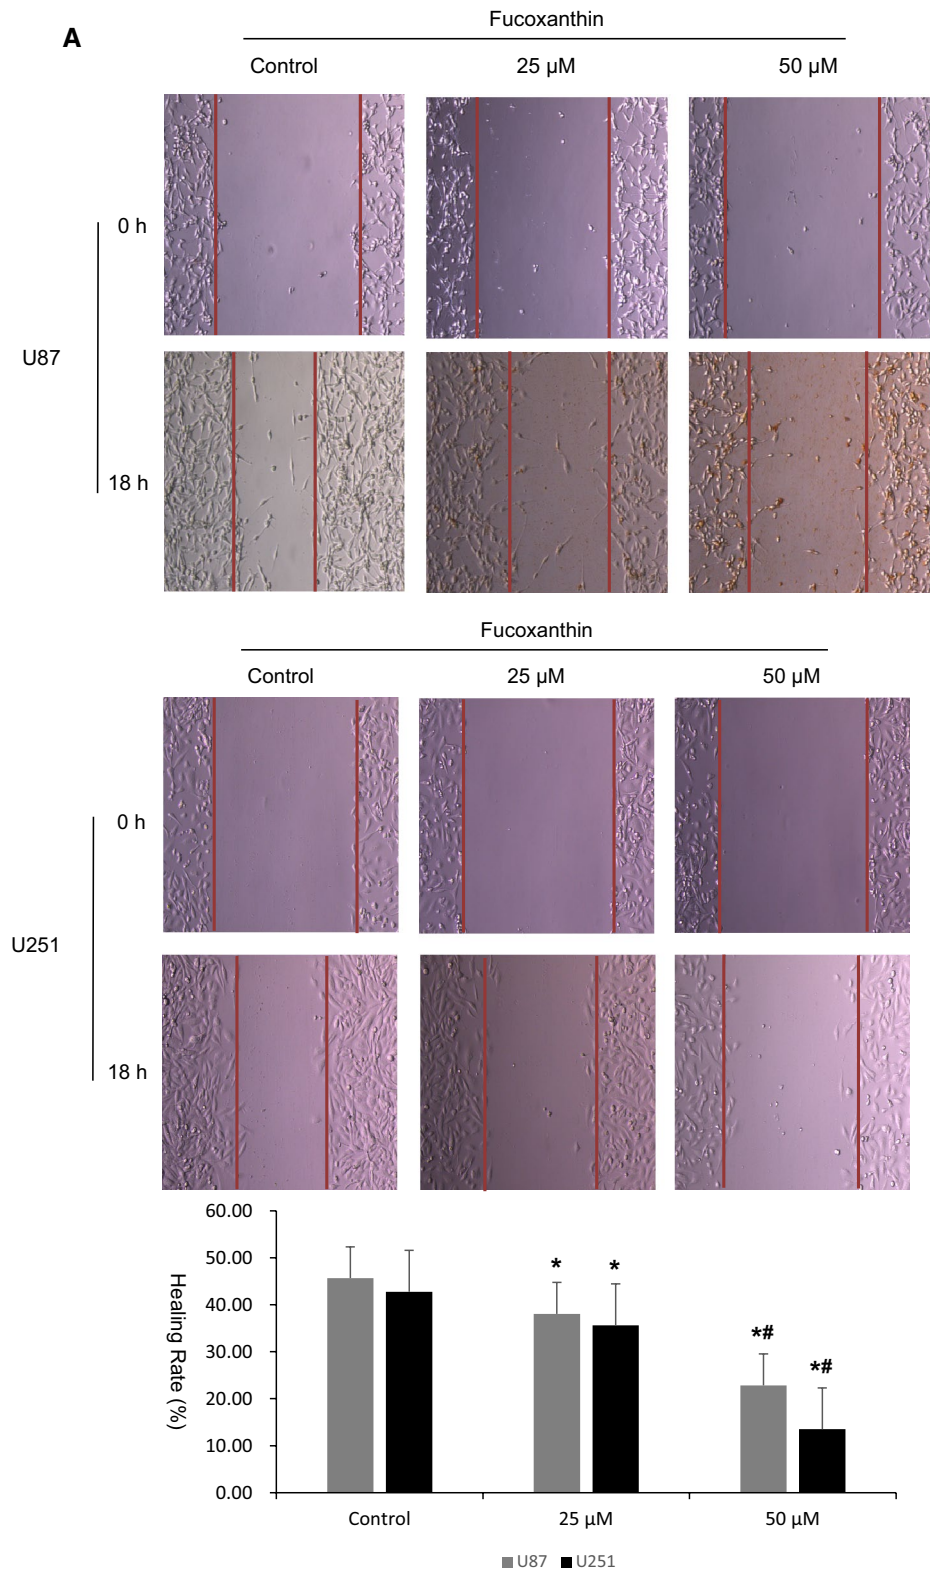 A
Fucoxanthin
Control 25 µM 50 µM
0 h
U87
18 h
Fucoxanthin
Control 25 µM 50 µM
0 h
U251
18 h
60.00
50.00
40.00
30.00
20.00
10.00
0.00
Healing Rate (%)
* *
*# *#
Control 25 µM 50 µM
U87 U251